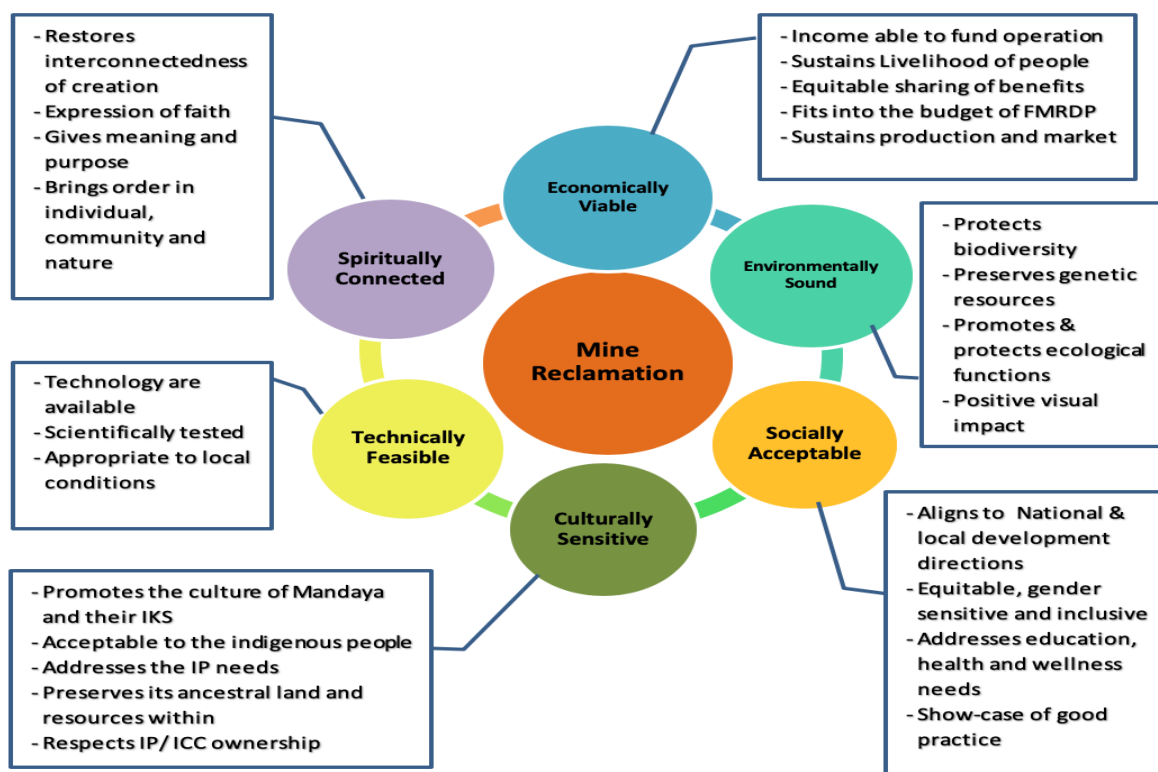 - Restores
interconnectedness
of creation
- Expression of faith
- Gives meaning and
purpose
- Brings order in
individual,
community and
nature
- Income able to fund operation
- Sustains Livelihood of people
- Equitable sharing of benefits
- Fits into the budget of FMRDP
- Sustains production and market
Economically
Viable
Spiritually
Connected
Environmentally
Sound
- Protects
biodiversity
- Preserves genetic
resources
- Promotes &
protects ecological
functions
- Positive visual
impact
Mine
Reclamation
- Technology are
available
- Scientifically tested
- Appropriate to local
conditions
Technically
Feasible
Socially
Acceptable
Culturally
Sensitive
- Aligns to National &
local development
directions
- Equitable, gender
sensitive and inclusive
- Addresses education,
health and wellness
needs
- Show-case of good
practice
- Promotes the culture of Mandaya
and their IKS
- Acceptable to the indigenous people
- Addresses the IP needs
- Preserves its ancestral land and
resources within
- Respects IP/ ICC ownership